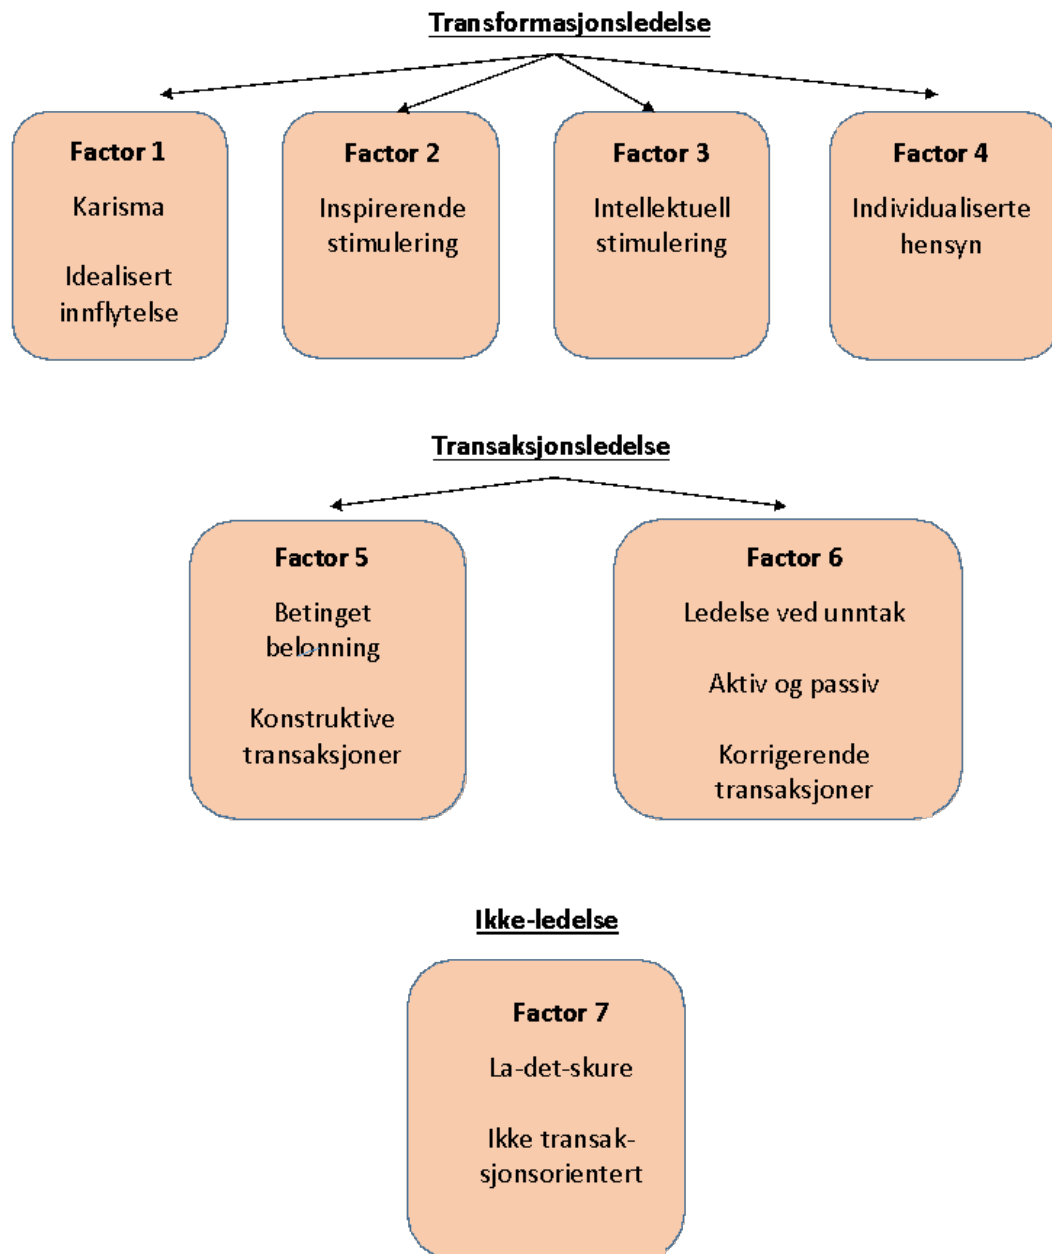 Transformasjonsledelse
Factor 1
Karisma
Idealisert
innflytelse
Factor 2
Inspirerende
stimulering
Factor 3
Intellektuell
stimulering
Factor 4
Individualiserte
hensyn
Transaksjonsledelse
Factor 5
Betinget
belønning
Konstruktive
transaksjoner
Factor 6
Ledelse ved unntak
Aktiv og passiv
Korrigerende
transaksjoner
Ikke-ledelse
Factor 7
La-det-skure
Ikke transak-
sjonsorientert